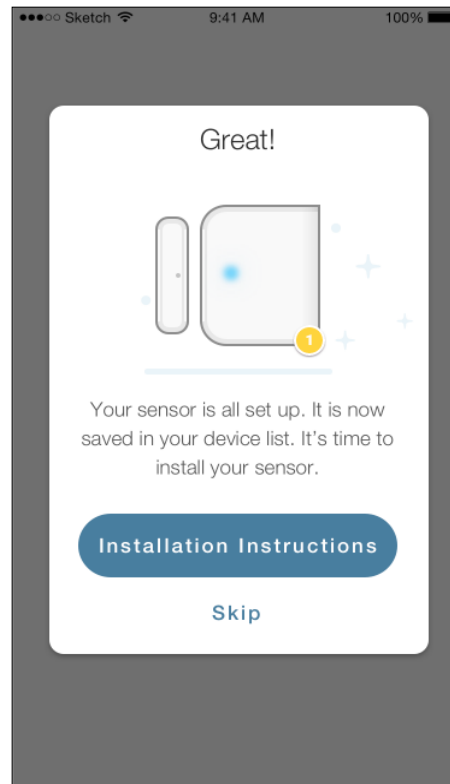 Sketch 9:41 AM 100%
Great!
1
Your sensor is all set up. It is now
saved in your device list. It’s time to
install your sensor.
Installation Instructions
Skip